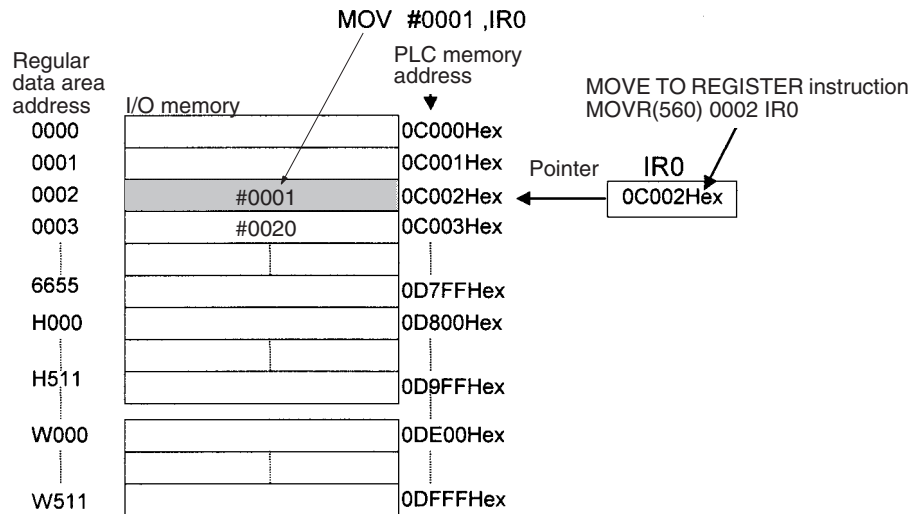 MOV #0001 ,IR0
Regular
data area
address
I/O memory
PLC memory
address
MOVE TO REGISTER instruction
MOVR(560) 0002 IR0
0000
0C000Hex
0001
0C001Hex
Pointer
IR0
0002
#0001
0C002Hex
0C002Hex
0003
#0020
0C003Hex
6655
0D7FFHex
H000
0D800Hex
H511
0D9FFHex
W000
0DE00Hex
W511
0DFFFHex